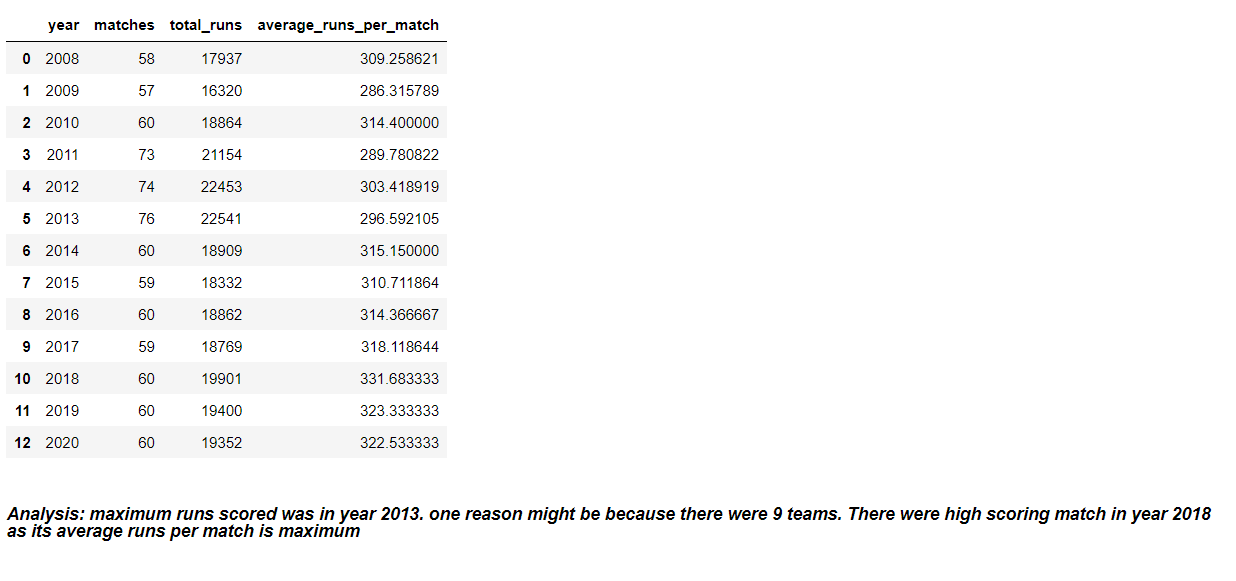 year matches total_runs average_runs_per_match
0 2008 58 17937 309.258621
1 2009 57 16320 286.315789
2 2010 60 18864 314.400000
3 2011 73 21154 289.780822
4 2012 74 22453 303.418919
5 2013 76 22541 296.592105
6 2014 60 18909 315.150000
7 2015 59 18332 310.711864
8 2016 60 18862 314.366667
9 2017 59 18769 318.118644
10 2018 60 19901 331.683333
11 2019 60 19400 323.333333
12 2020 60 19352 322.533333
Analysis: maximum runs scored was in year 2013. one reason might be because there were 9 teams. There were high scoring match in year 2018
as its average runs per match is maximum